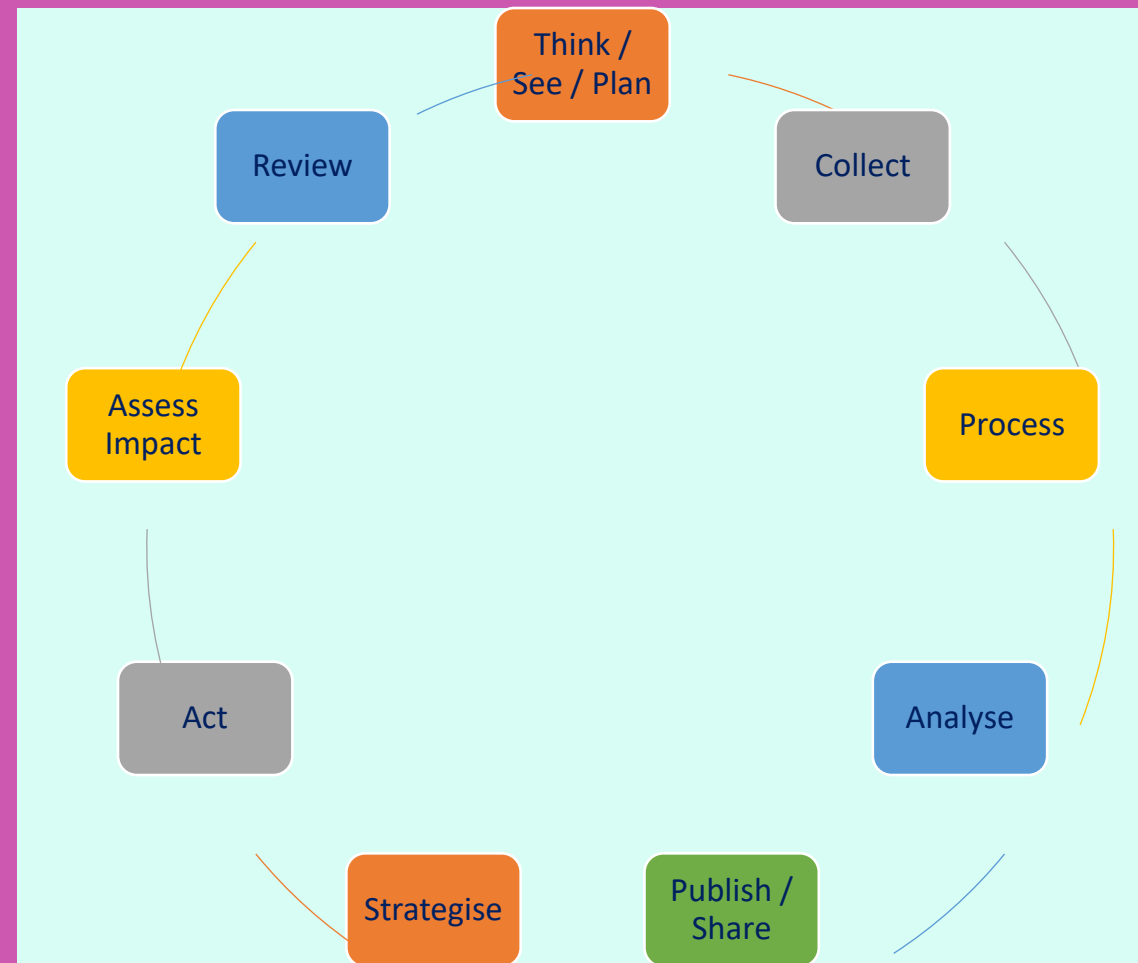 Think /
See / Plan
Collect
Process
Analyse
Publish /
Share
Strategise
Act
Assess
Impact
Review